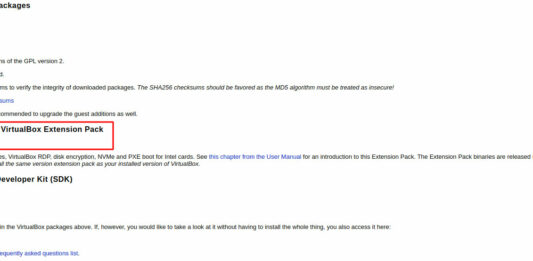 ackages
ns of the GPL version 2.
d.
ms to verify the integrity of downloaded packages. The SHA256 checksums should be favored as the MD5 algorithm must be treated as insecure!
sums
commended to upgrade the guest additions as well.
VirtualBox Extension Pack
es, VirtualBox RDP, disk encryption, NVMe and PXE boot for Intel cards. See this chapter from the User Manual for an introduction to this Extension Pack. The Extension Pack binaries are released
all the same version extension pack as your installed version of VirtualBox.
eveloper Kit (SDK)
in the VirtualBox packages above. If, however, you would like to take a look at it without having to install the whole thing, you also access it here:
equently asked questions list.